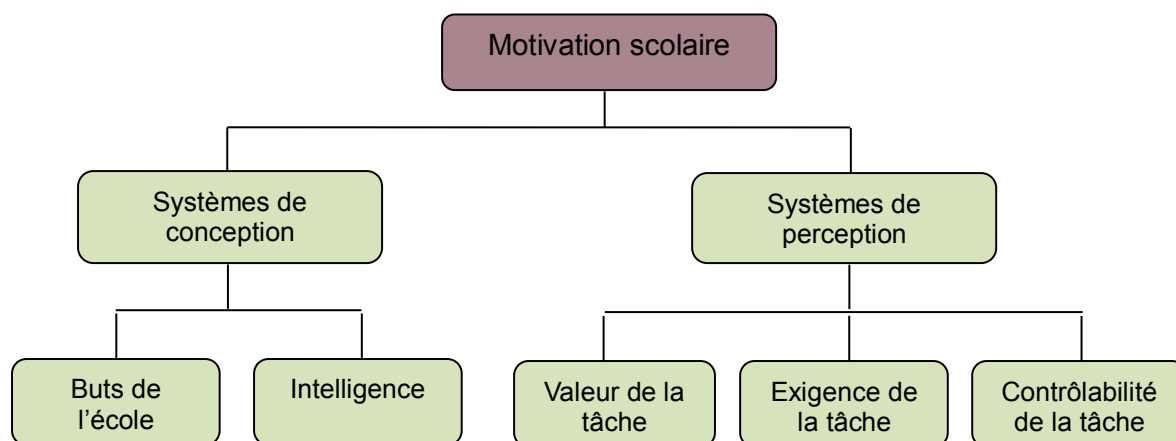 Motivation scolaire
Systèmes de
conception
Systèmes de
perception
Buts de
l’école
Intelligence
Valeur de la
tâche
Exigence de
la tâche
Contrôlabilité
de la tâche